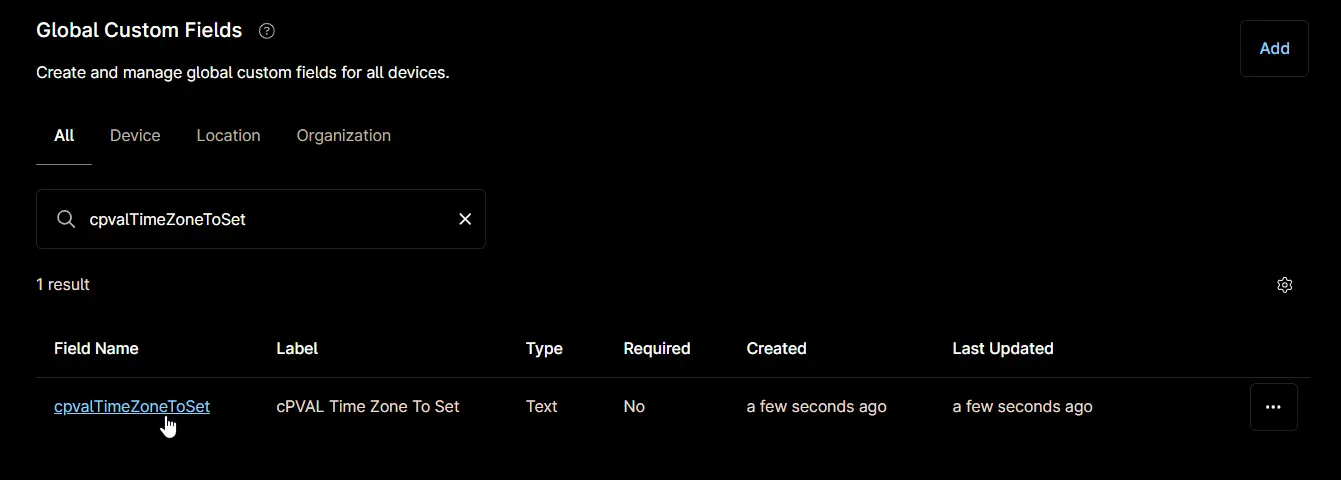 Global Custom Fields
Add
Create and manage global custom fields for all devices.
All Device Location Organization
cpvalTimeZoneToSet
1 result
Field Name Label Type Required Created Last Updated
cpvalTimeZoneToSet cPVAL Time Zone To Set Text No a few seconds ago a few seconds ago